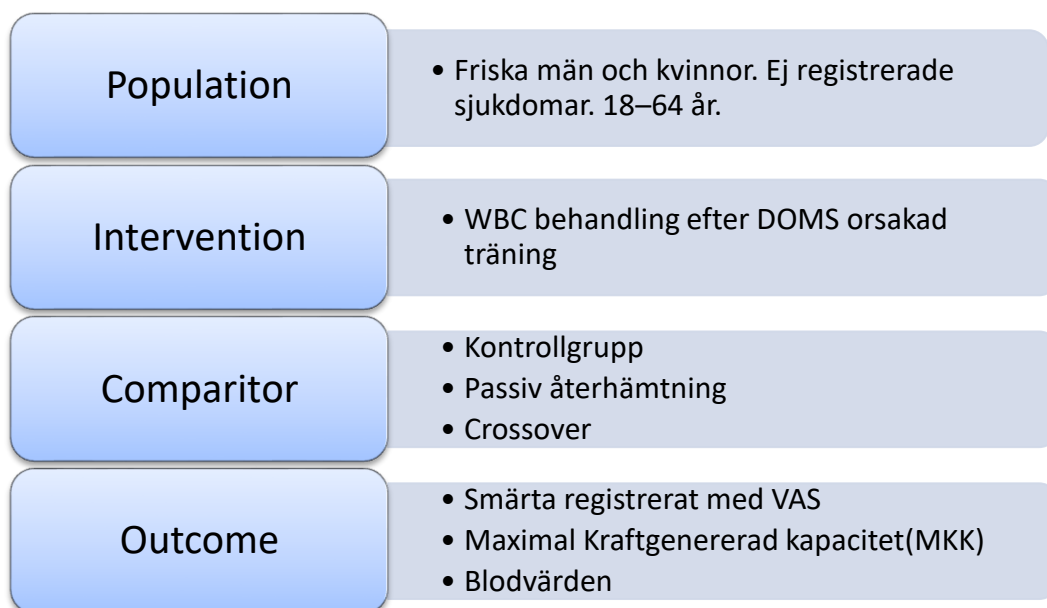 Population
• Friska män och kvinnor. Ej registrerade
sjukdomar. 18–64 år.
Intervention
• WBC behandling efter DOMS orsakad
träning
Comparitor
• Kontrollgrupp
• Passiv återhämtning
• Crossover
Outcome
• Smärta registrerat med VAS
• Maximal Kraftgenererad kapacitet(MKK)
• Blodvärden